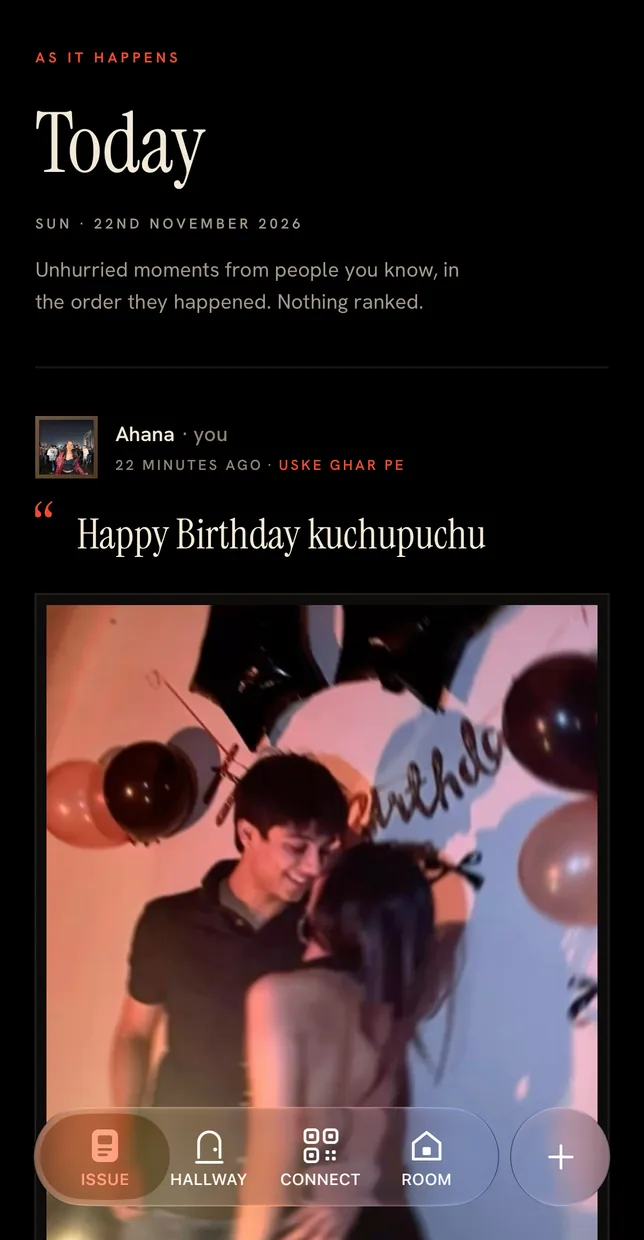 AS IT HAPPENS
Today
SUN · 22ND NOVEMBER 2026
Unhurried moments from people you know, in
the order they happened. Nothing ranked.
Ahana · you
22 MINUTES AGO · USKE GHAR PE
“ Happy Birthday kuchupuchu
irthda
ISSUE
HALLWAY
CONNECT
ROOM